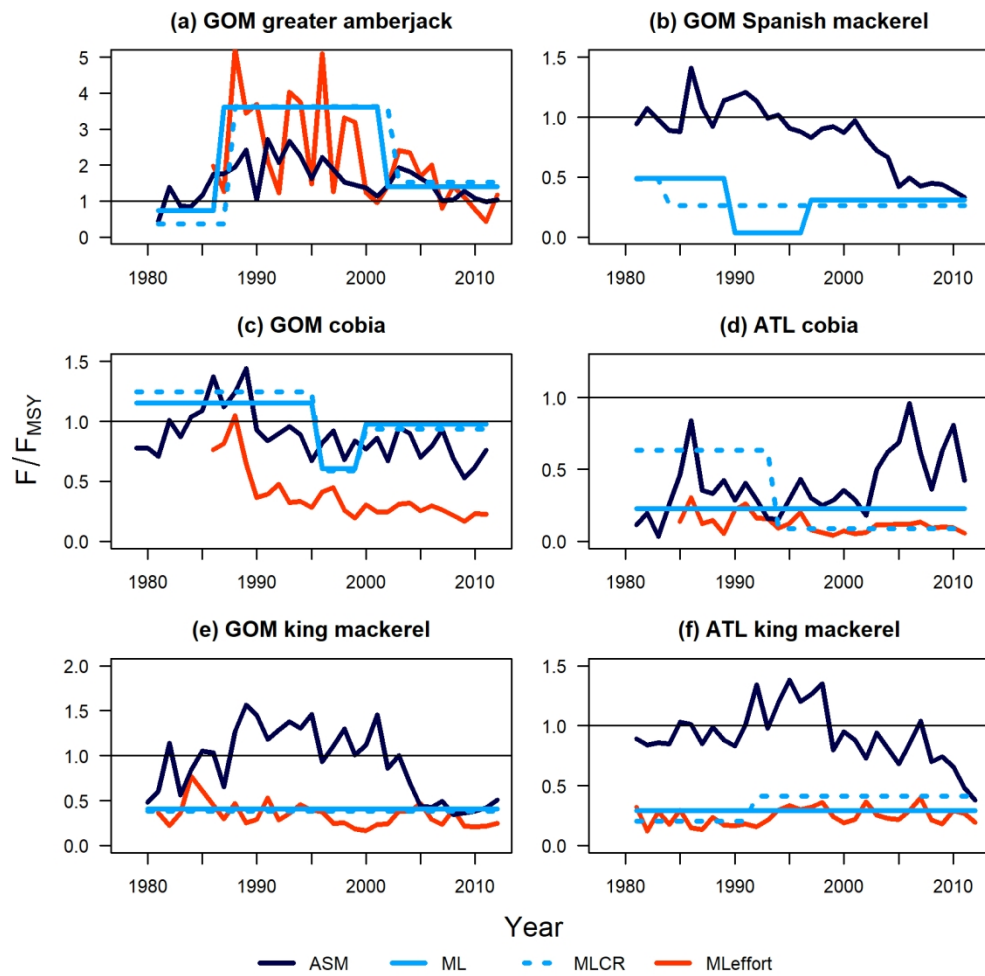 (a) GOM greater amberjack
(b) GOM Spanish mackerel
5
4
3
2
1
0
1.5
1.0
0.5
0.0
1980 1990 2000 2010
1980 1990 2000 2010
(c) GOM cobia
(d) ATL cobia
1.5
1.0
0.5
0.0
1.0
0.5
0.0
1980 1990 2000 2010
1980 1990 2000 2010
(e) GOM king mackerel
(f) ATL king mackerel
2.0
1.5
1.0
0.5
0.0
1.5
1.0
0.5
0.0
1980 1990 2000 2010
1980 1990 2000 2010
F/FMSY
Year
ASM ML MLCR MLeffort